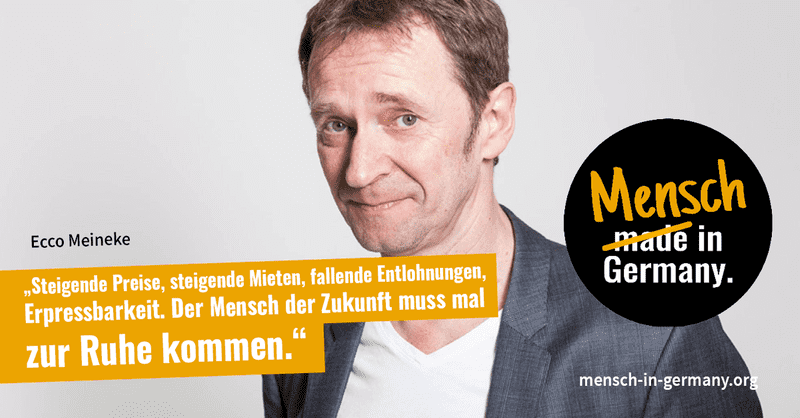 Ecco Meineke
„Steigende Preise, steigende Mieten, fallende Entlohnungen,
Erpressbarkeit. Der Mensch der Zukunft muss mal
zur Ruhe kommen.“
Mensch
made in
Germany.
mensch-in-germany.org